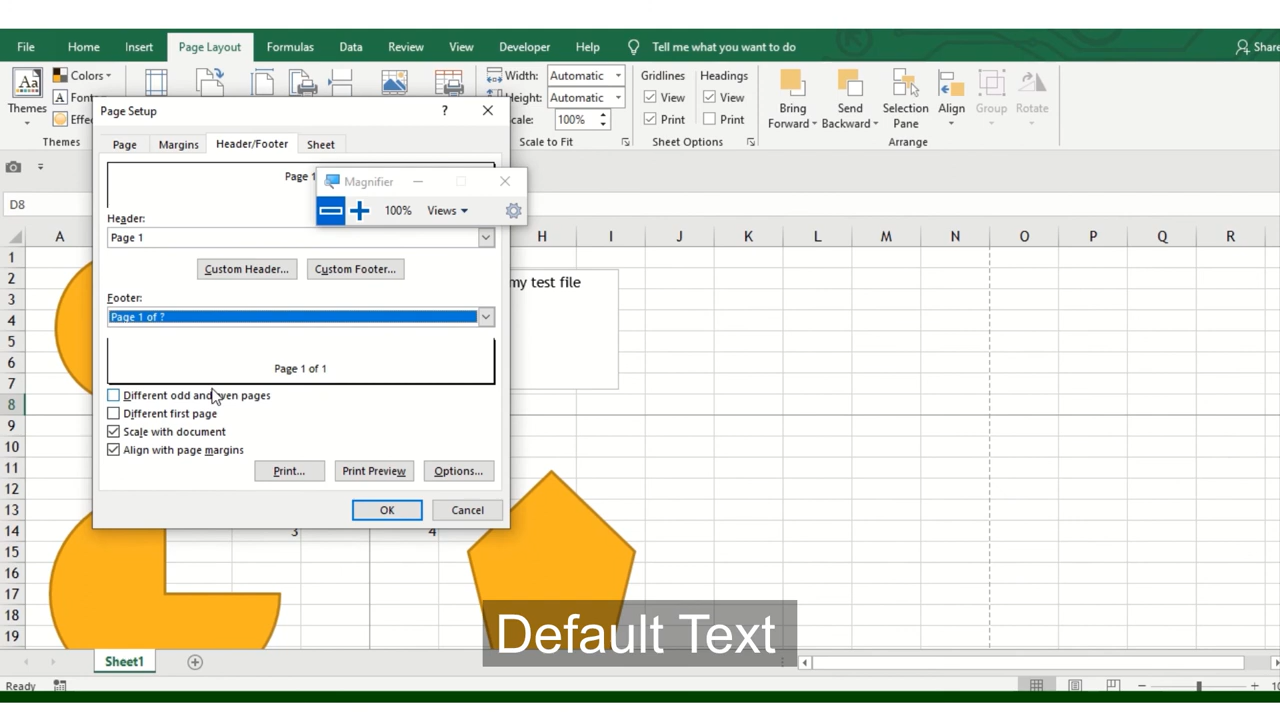 File Home Insert Page Layout Formulas Data Review View Developer Help Tell me what you want to do Share
Colors Width: Automatic Gridlines Headings
Themes Height: Automatic View View Bring Send Selection Align Group Rotate
100% Print Print Forward Backward Pane
Themes Scale to Fit Sheet Options Arrange
Page Setup ? 
Page Margins Header/Footer Sheet
Page 1
Magnifier
100% Views
D8
Header:
Page 1
A H I J K L M N O P Q R
Custom Header... Custom Footer...
my test file
Footer:
Page 1 of ?
Page 1 of 1
Different odd and even pages
Different first page
Scale with document
Align with page margins
Print... Print Preview Options...
OK Cancel
1
2
3
4
5
6
7
8
9
10
11
12
13
14 3 4
15
16
17
18
19
Default Text
Sheet1
Ready